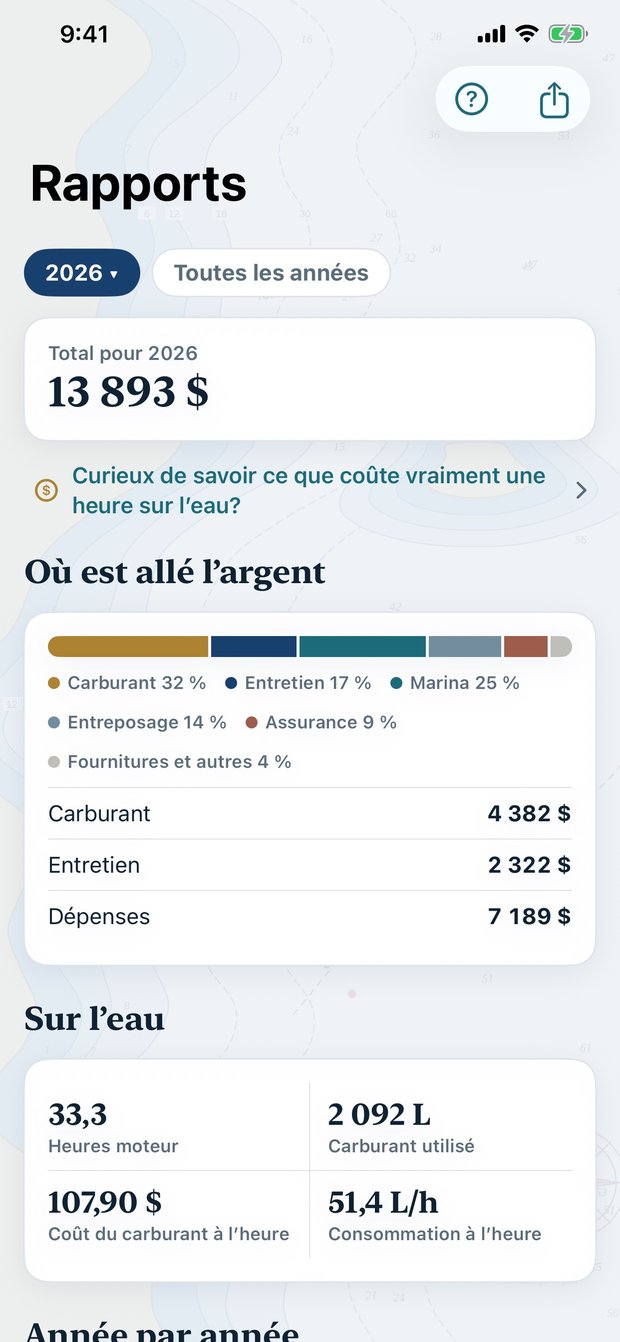 9:41
Rapports
2026 ▾
Toutes les années
Total pour 2026
13 893 $
Curieux de savoir ce que coûte vraiment une
heure sur l’eau?
Où est allé l’argent
Carburant 32 % Entretien 17 % Marina 25 %
Entreposage 14 % Assurance 9 %
Fournitures et autres 4 %
Carburant 4 382 $
Entretien 2 322 $
Dépenses 7 189 $
Sur l’eau
33,3
Heures moteur
2 092 L
Carburant utilisé
107,90 $
Coût du carburant à l’heure
51,4 L/h
Consommation à l’heure
Année par année